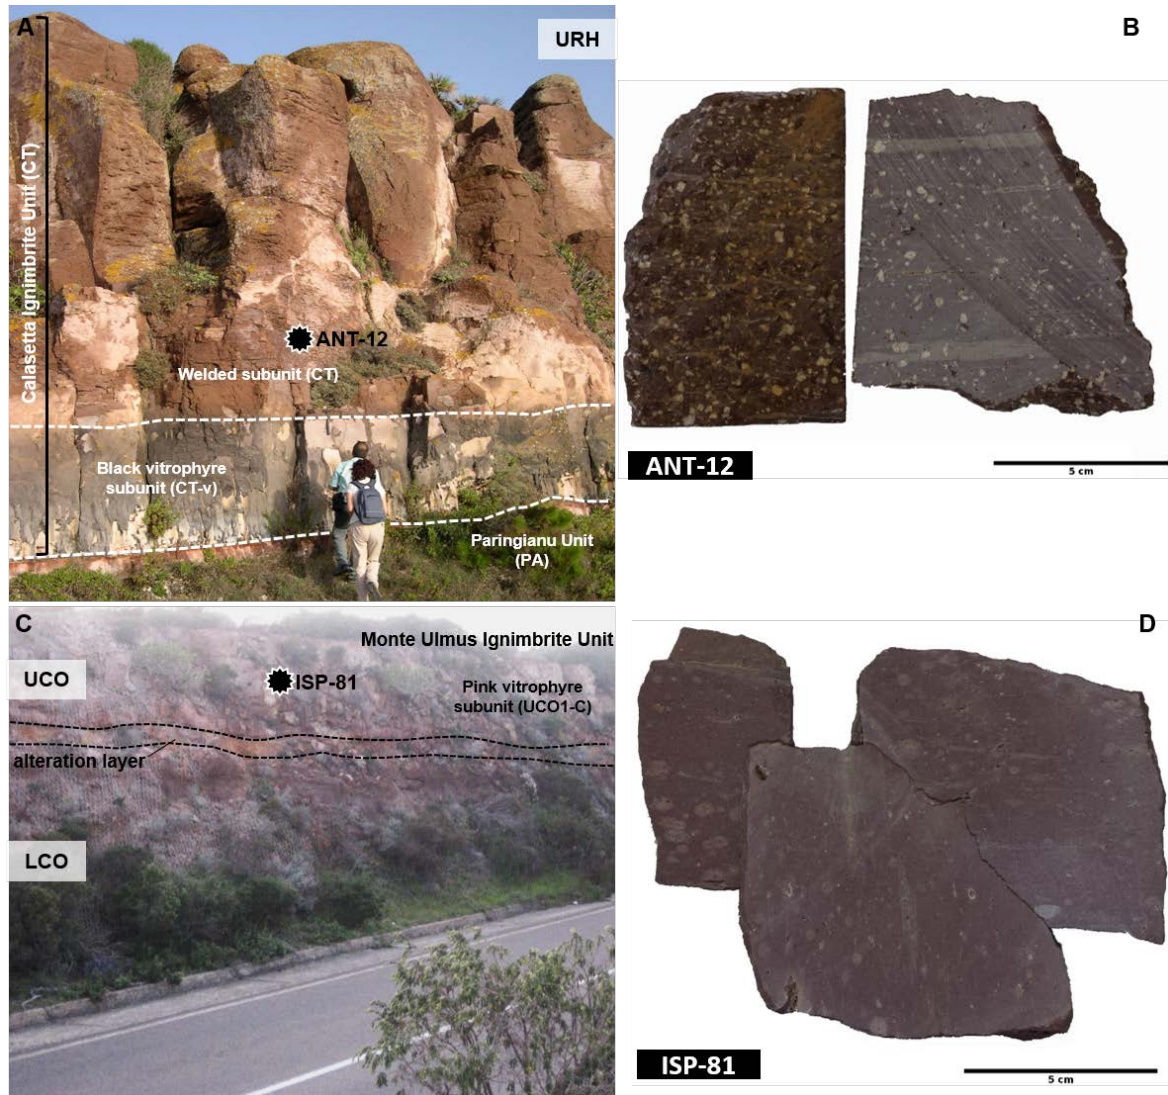 A
URH
Calasetta Ignimbrite Unit (CT)
ANT-12
Welded subunit (CT)
Black vitrophyre
subunit (CT-v)
Paringianu Unit
(PA)
B
ANT-12
5 cm
C
Monte Ulmus Ignimbrite Unit
UCO
ISP-81
Pink vitrophyre
subunit (UCO1-C)
alteration layer
LCO
D
ISP-81
5 cm